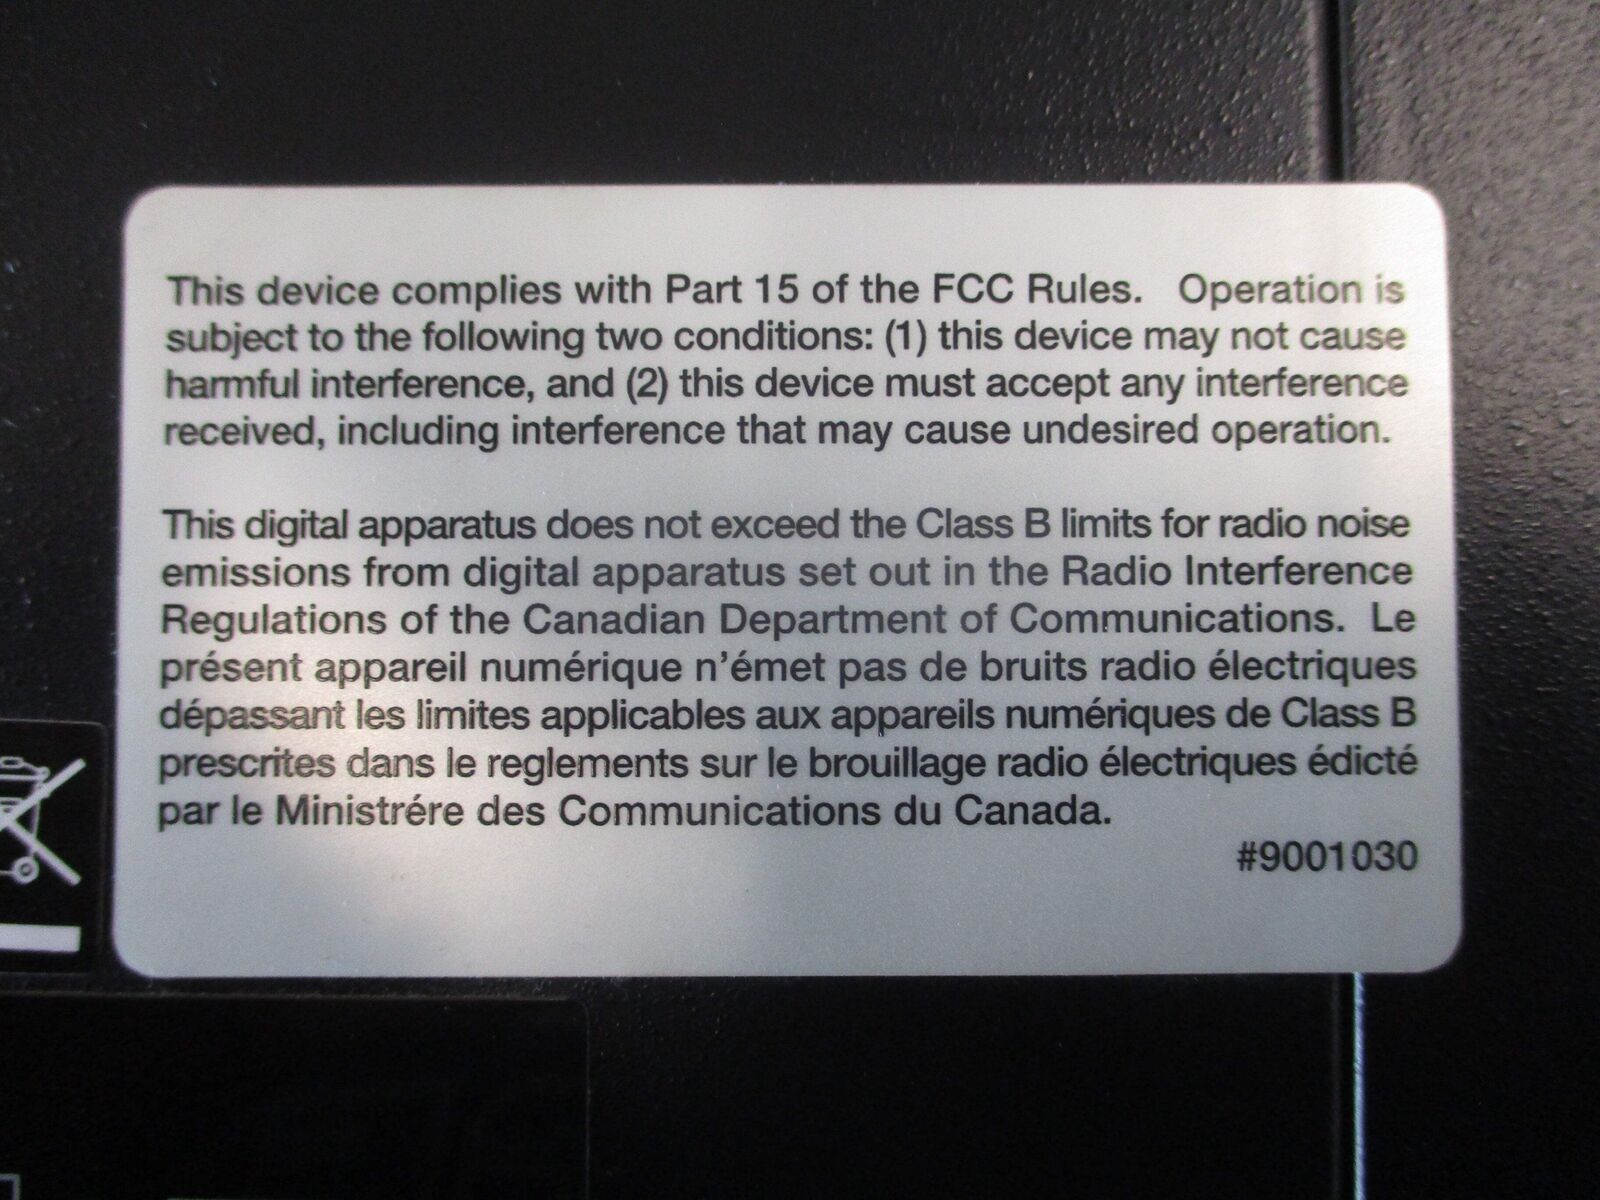 This device complies with Part 15 of the FCC Rules. Operation is
subject to the following two conditions: (1) this device may not cause
harmful interference, and (2) this device must accept any interference
received, including interference that may cause undesired operation.
This digital apparatus does not exceed the Class B limits for radio noise
emissions from digital apparatus set out in the Radio Interference
Regulations of the Canadian Department of Communications. Le
présent appareil numérique n'émet pas de bruits radio électriques
dépassant les limites applicables aux appareils numériques de Class B
prescrites dans le reglements sur le brouillage radio électriques édicté
par le Ministrére des Communications du Canada.
#9001030